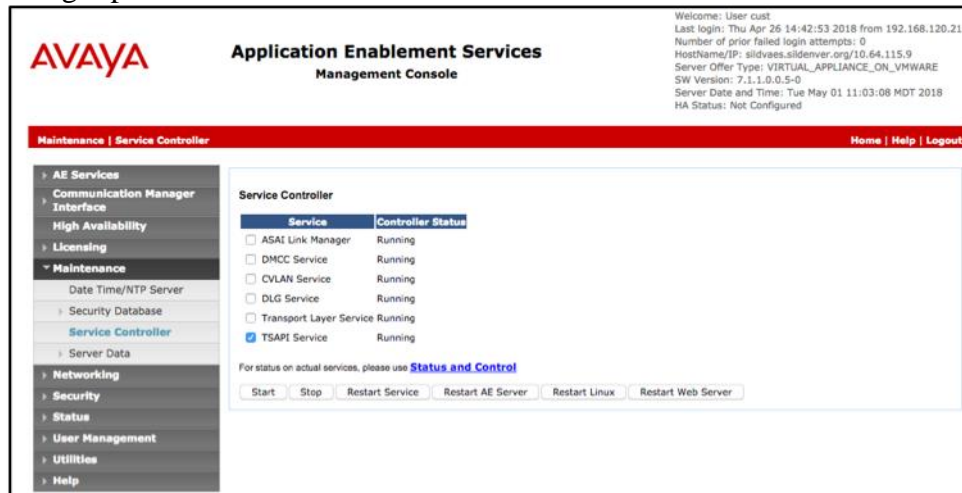 AVAYA
Application Enablement Services
Management Console
Welcome: User cust
Last login: Thu Apr 26 14:42:53 2018 from 192.168.120.21
Number of prior failed login attempts: 0
HostName/IP: sildvaes.sildenver.org/10.64.115.9
Server Offer Type: VIRTUAL_APPLIANCE_ON_VMWARE
SW Version: 7.1.1.0.0.5-0
Server Date and Time: Tue May 01 11:03:08 MDT 2018
HA Status: Not Configured
Maintenance | Service Controller
Home | Help | Logout
AE Services
Communication Manager
Interface
High Availability
Licensing
Maintenance
Date Time/NTP Server
Security Database
Service Controller
Server Data
Networking
Security
Status
User Management
Utilities
Help
Service Controller
Service Controller Status
ASAI Link Manager Running
DMCC Service Running
CVLAN Service Running
DLG Service Running
Transport Layer Service Running
TSAPI Service Running
For status on actual services, please use Status and Control
Start Stop Restart Service Restart AE Server Restart Linux Restart Web Server